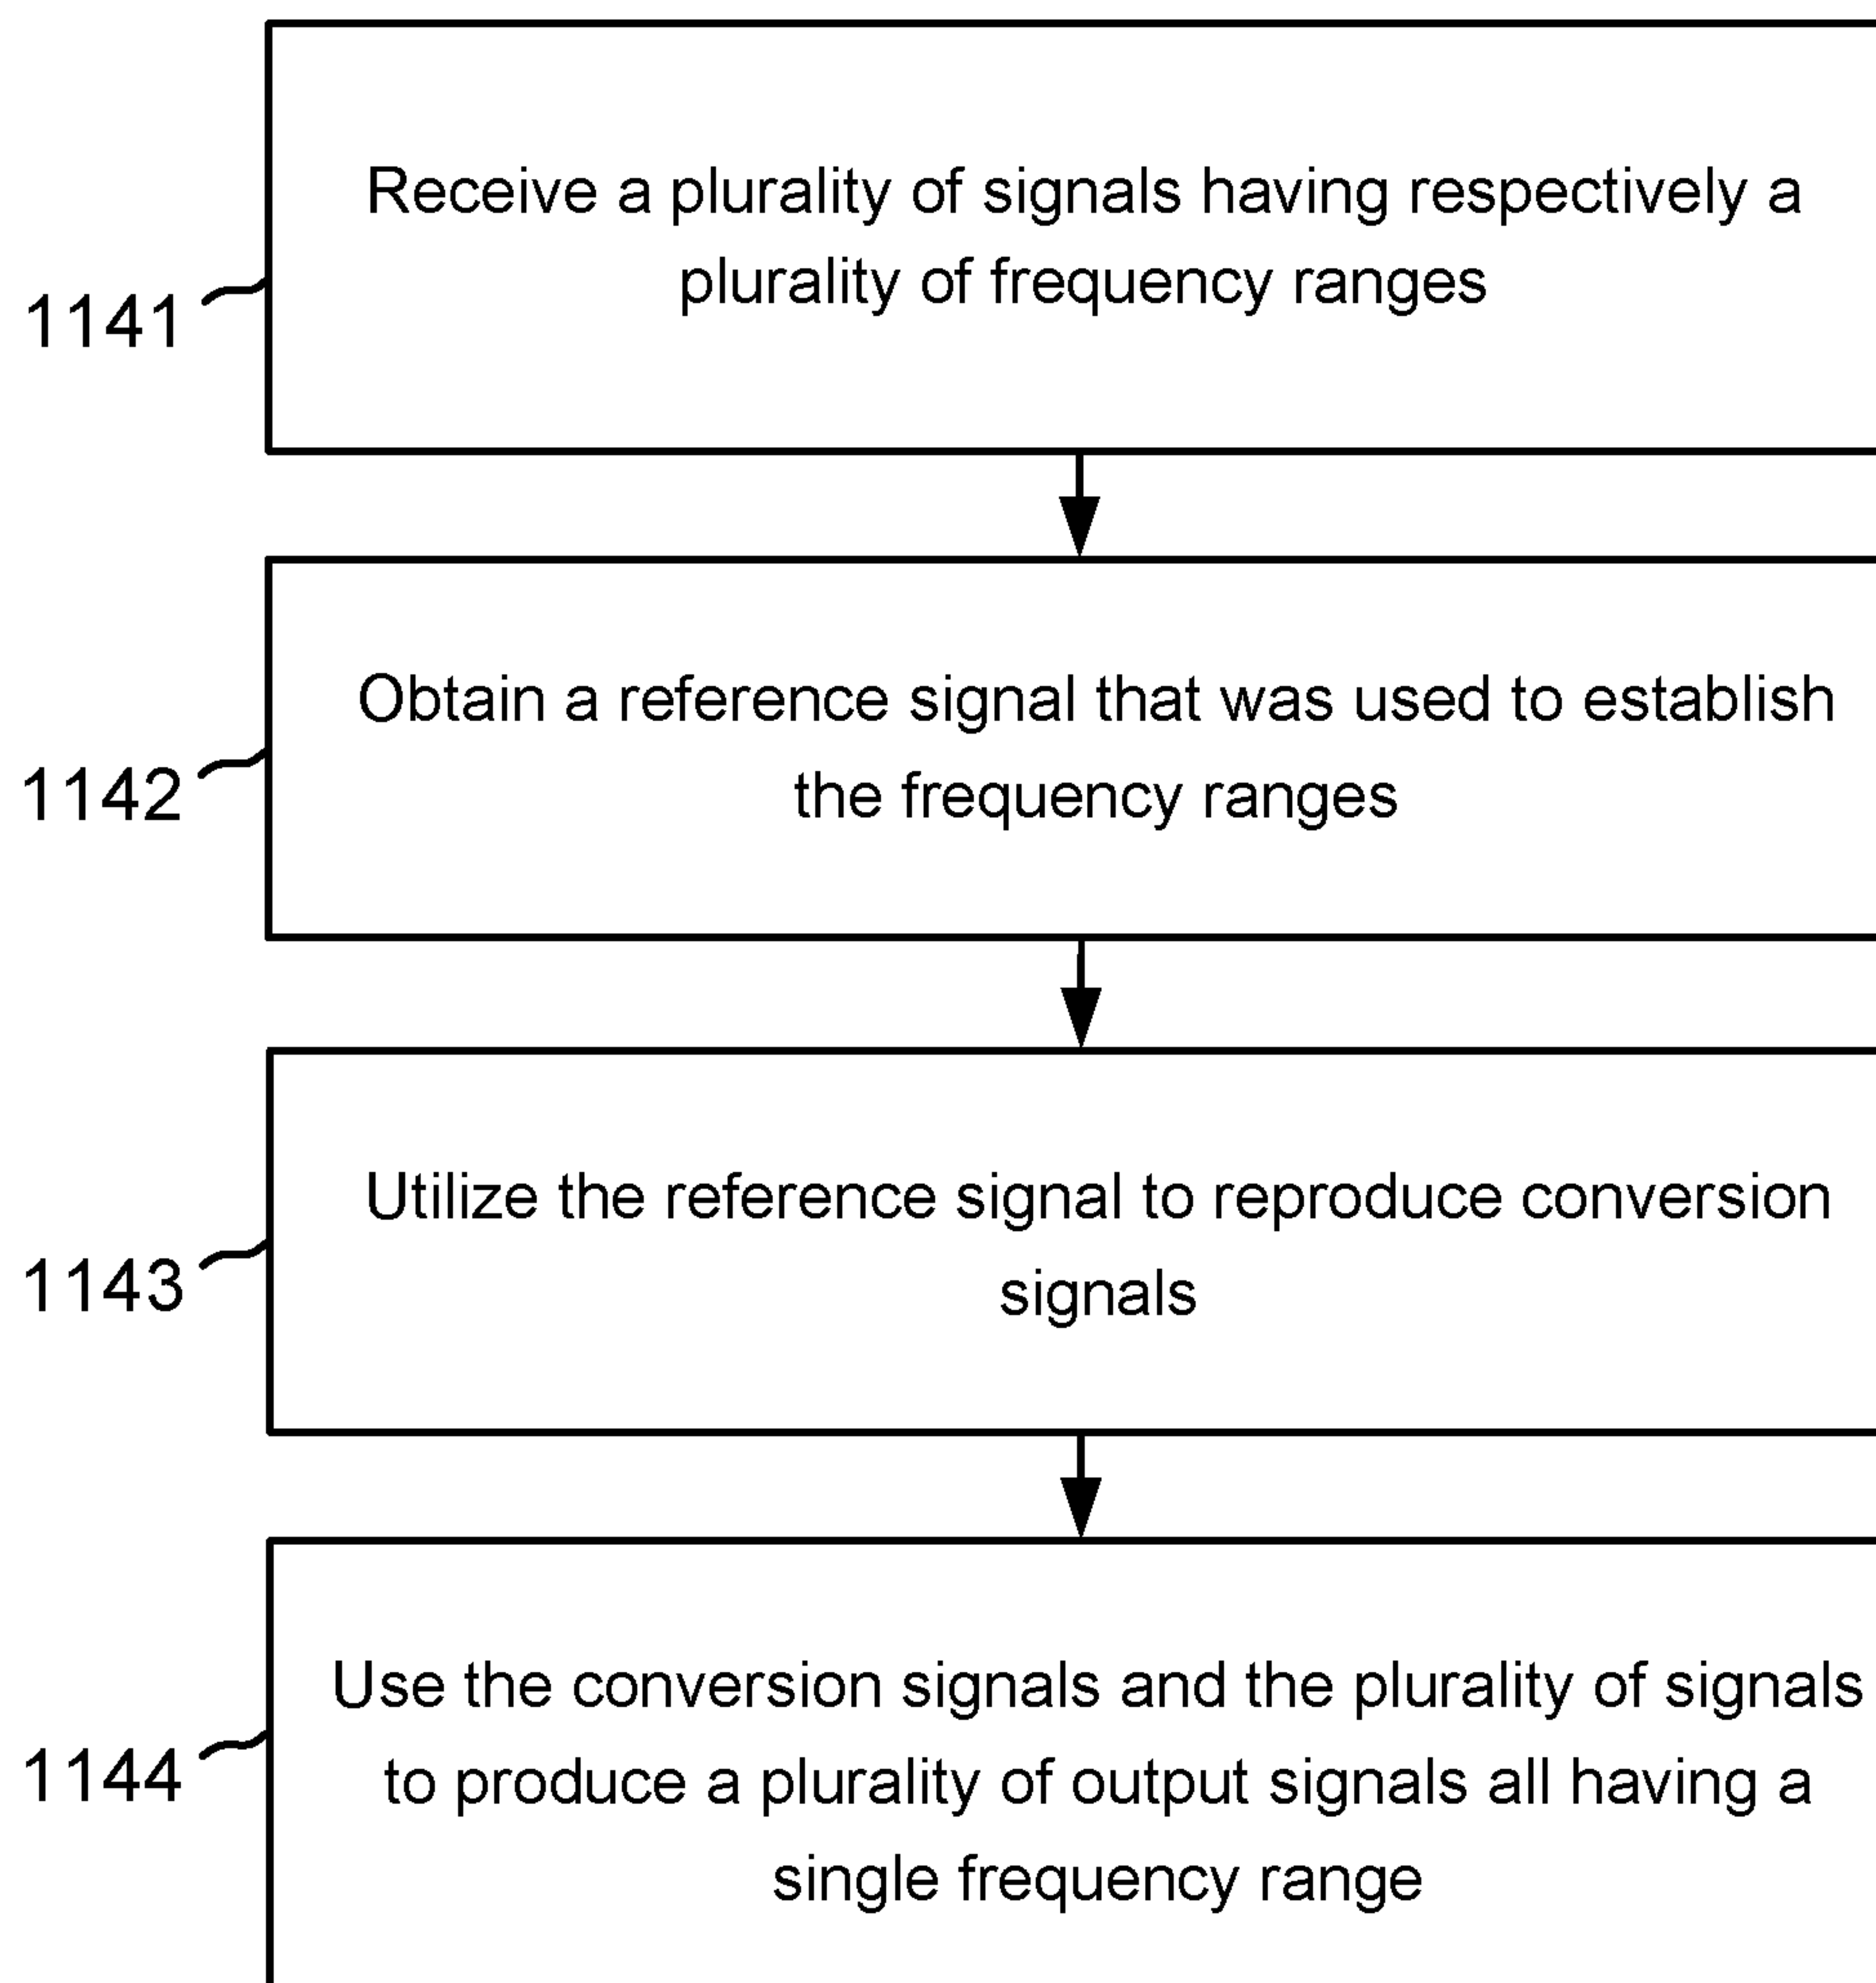 Receive a plurality of signals having respectively a
plurality of frequency ranges
1141
Obtain a reference signal that was used to establish
the frequency ranges
1142
Utilize the reference signal to reproduce conversion
signals
1143
Use the conversion signals and the plurality of signals
to produce a plurality of output signals all having a
single frequency range
1144